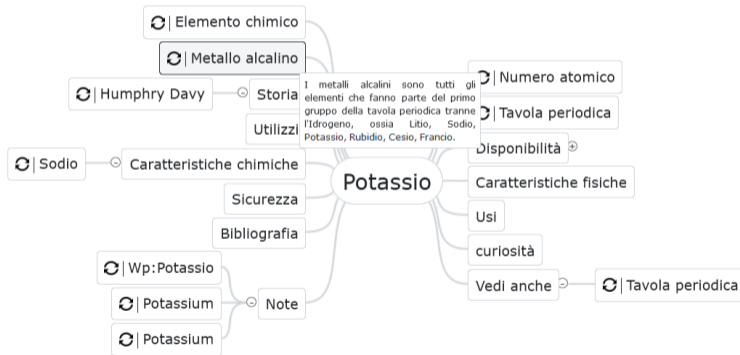 Elemento chimico
Metallo alcalino
Humphry Davy
Storia
Utilizzi
Sodio
Caratteristiche chimiche
Sicurezza
Bibliografia
Wp:Potassio
Potassium
Potassium
Note
I metalli alcalini sono tutti gli
elementi che fanno parte del primo
gruppo della tavola periodica tranne
l'Idrogeno, ossia Litio, Sodio,
Potassio, Rubidio, Cesio, Francio.
Potassio
Numero atomico
Tavola periodica
Disponibilità
Caratteristiche fisiche
Usi
curiosità
Vedi anche
Tavola periodica